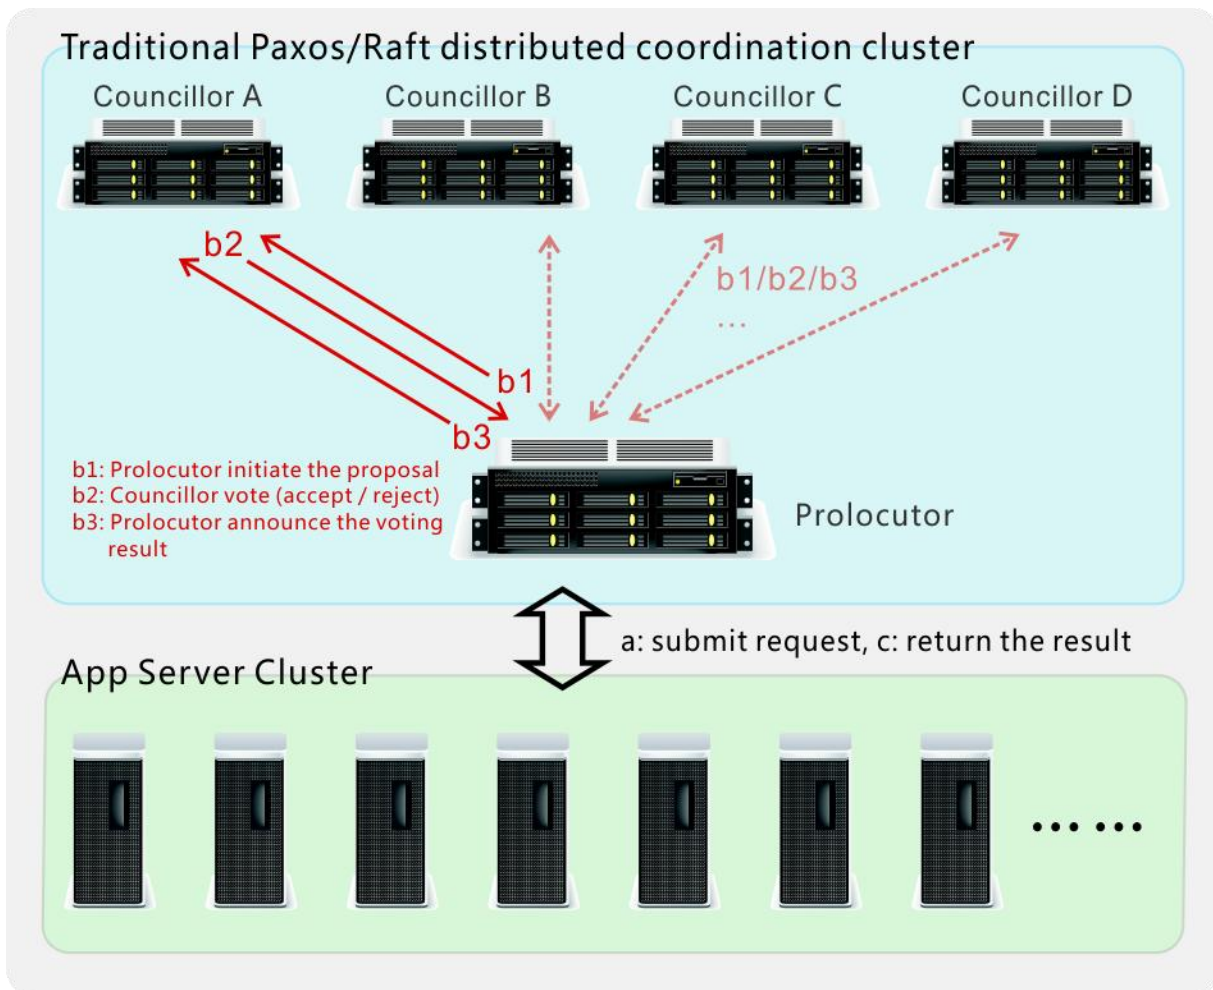 Traditional Paxos/Raft distributed coordination cluster
Councillor A
Councillor B
Councillor C
Councillor D
b2
b1/b2/b3
...
b1
b3
b1: Prolocutor initiate the proposal
b2: Councillor vote (accept / reject)
b3: Prolocutor announce the voting
result
Prolocutor
a: submit request, c: return the result
App Server Cluster
... ...